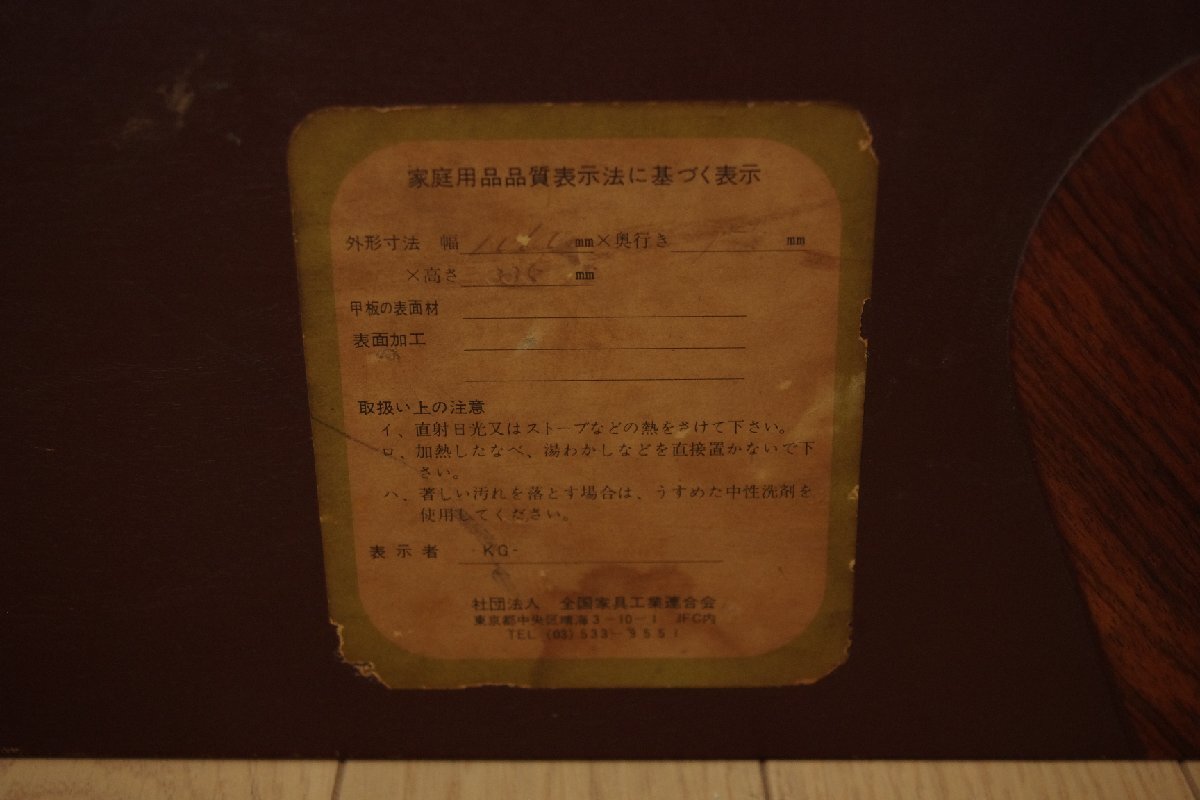 家庭用品品質表示法に基づく表示
外形寸法 幅 mm×奥行き mm
×高さ mm
甲板の表面材
表面加工
取扱い上の注意
イ、直射日光又はストーブなどの熱をさけて下さい。
ロ、加熱したなべ、湯わかしなどを直接置かないで下
さい。
ハ、著しい汚れを落とす場合は、うすめた中性洗剤を
使用してください。
表示者 -KG-
社団法人 全国家具工業連合会
東京都中央区晴海3-10-1 JFC内
TEL (03) 533-9551